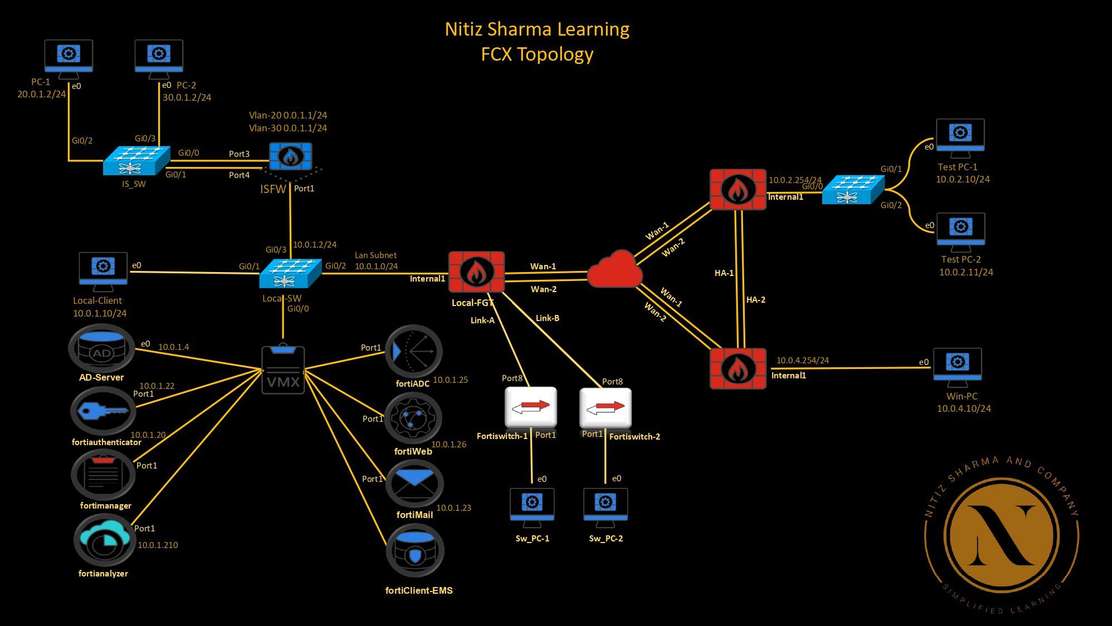 Nitiz Sharma Learning
FCX Topology
PC-1
20.0.1.2/24
e0
e0
PC-2
30.0.1.2/24
Gi0/2
Gi0/3
IS_SW
Gi0/0
Gi0/1
Port3
Port4
Vlan-20 0.0.1.1/24
Vlan-30 0.0.1.1/24
ISFW
Port1
10.0.1.2/24
Gi0/3
Gi0/1
Gi0/2
Local-SW
Gi0/0
Lan Subnet
10.0.1.0/24
Internal1
e0
Local-Client
10.0.1.10/24
Local-FGT
Wan-1
Wan-2
Link-A
Link-B
Wan-1
Wan-2
Wan-1
Wan-2
HA-1
HA-2
10.0.2.254/24
Gi0/0
Internal1
Gi0/1
Gi0/2
e0
Test PC-1
10.0.2.10/24
e0
Test PC-2
10.0.2.11/24
10.0.4.254/24
Internal1
e0
Win-PC
10.0.4.10/24
AD
AD-Server
e0
10.0.1.4
VMX
fortiauthenticator
10.0.1.22
Port1
fortimanager
10.0.1.20
Port1
fortianalyzer
Port1
10.0.1.210
Port1
fortiADC
10.0.1.25
Port1
fortiWeb
10.0.1.26
Port1
fortiMail
10.0.1.23
fortiClient-EMS
Port8
Port8
Fortiswitch-1
Port1
Port1
Fortiswitch-2
e0
e0
Sw_PC-1
Sw_PC-2
NITIZ SHARMA AND COMPANY
N
SIMPLIFIED LEARNING